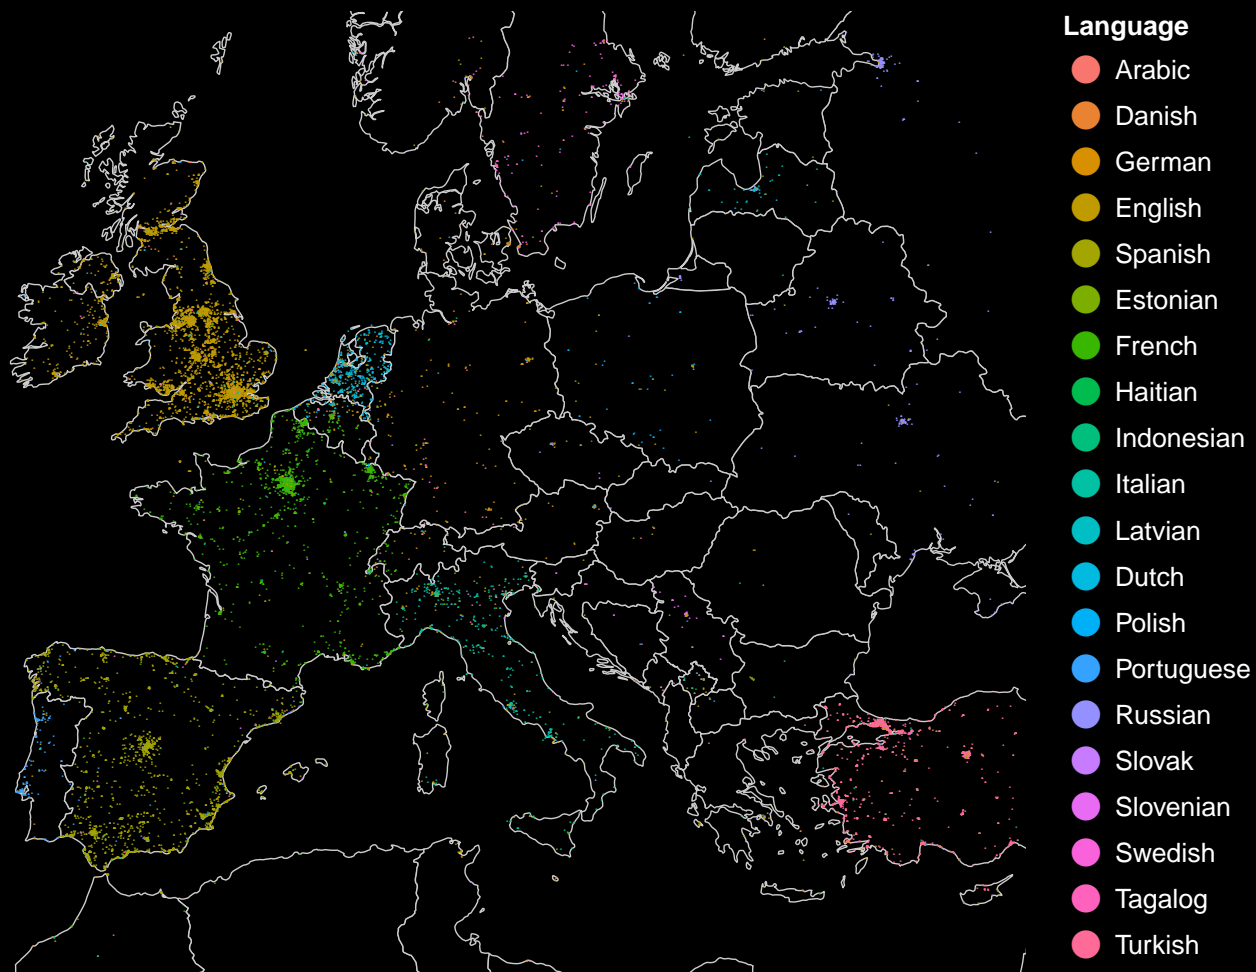 Language
Arabic
Danish
German
English
Spanish
Estonian
French
Haitian
Indonesian
Italian
Latvian
Dutch
Polish
Portuguese
Russian
Slovak
Slovenian
Swedish
Tagalog
Turkish